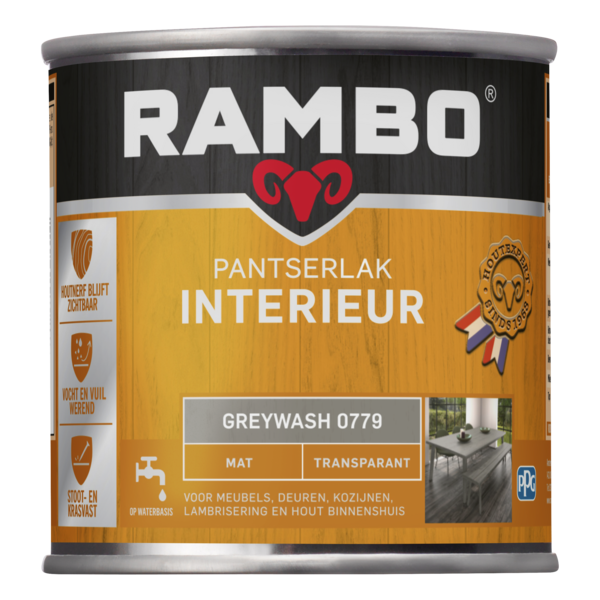 RAMBO®
PANTSERLAK
INTERIEUR
HOUTEXPERT
SINDS 1968
HOUTNERF BLIJFT
ZICHTBAAR
VOCHT EN VUIL
WEREND
STOOT- EN
KRASVAST
GREYWASH 0779
MAT
TRANSPARANT
OP WATERBASIS
VOOR MEUBELS, DEUREN, KOZIJNEN,
LAMBRISERING EN HOUT BINNENSHUIS
PPG